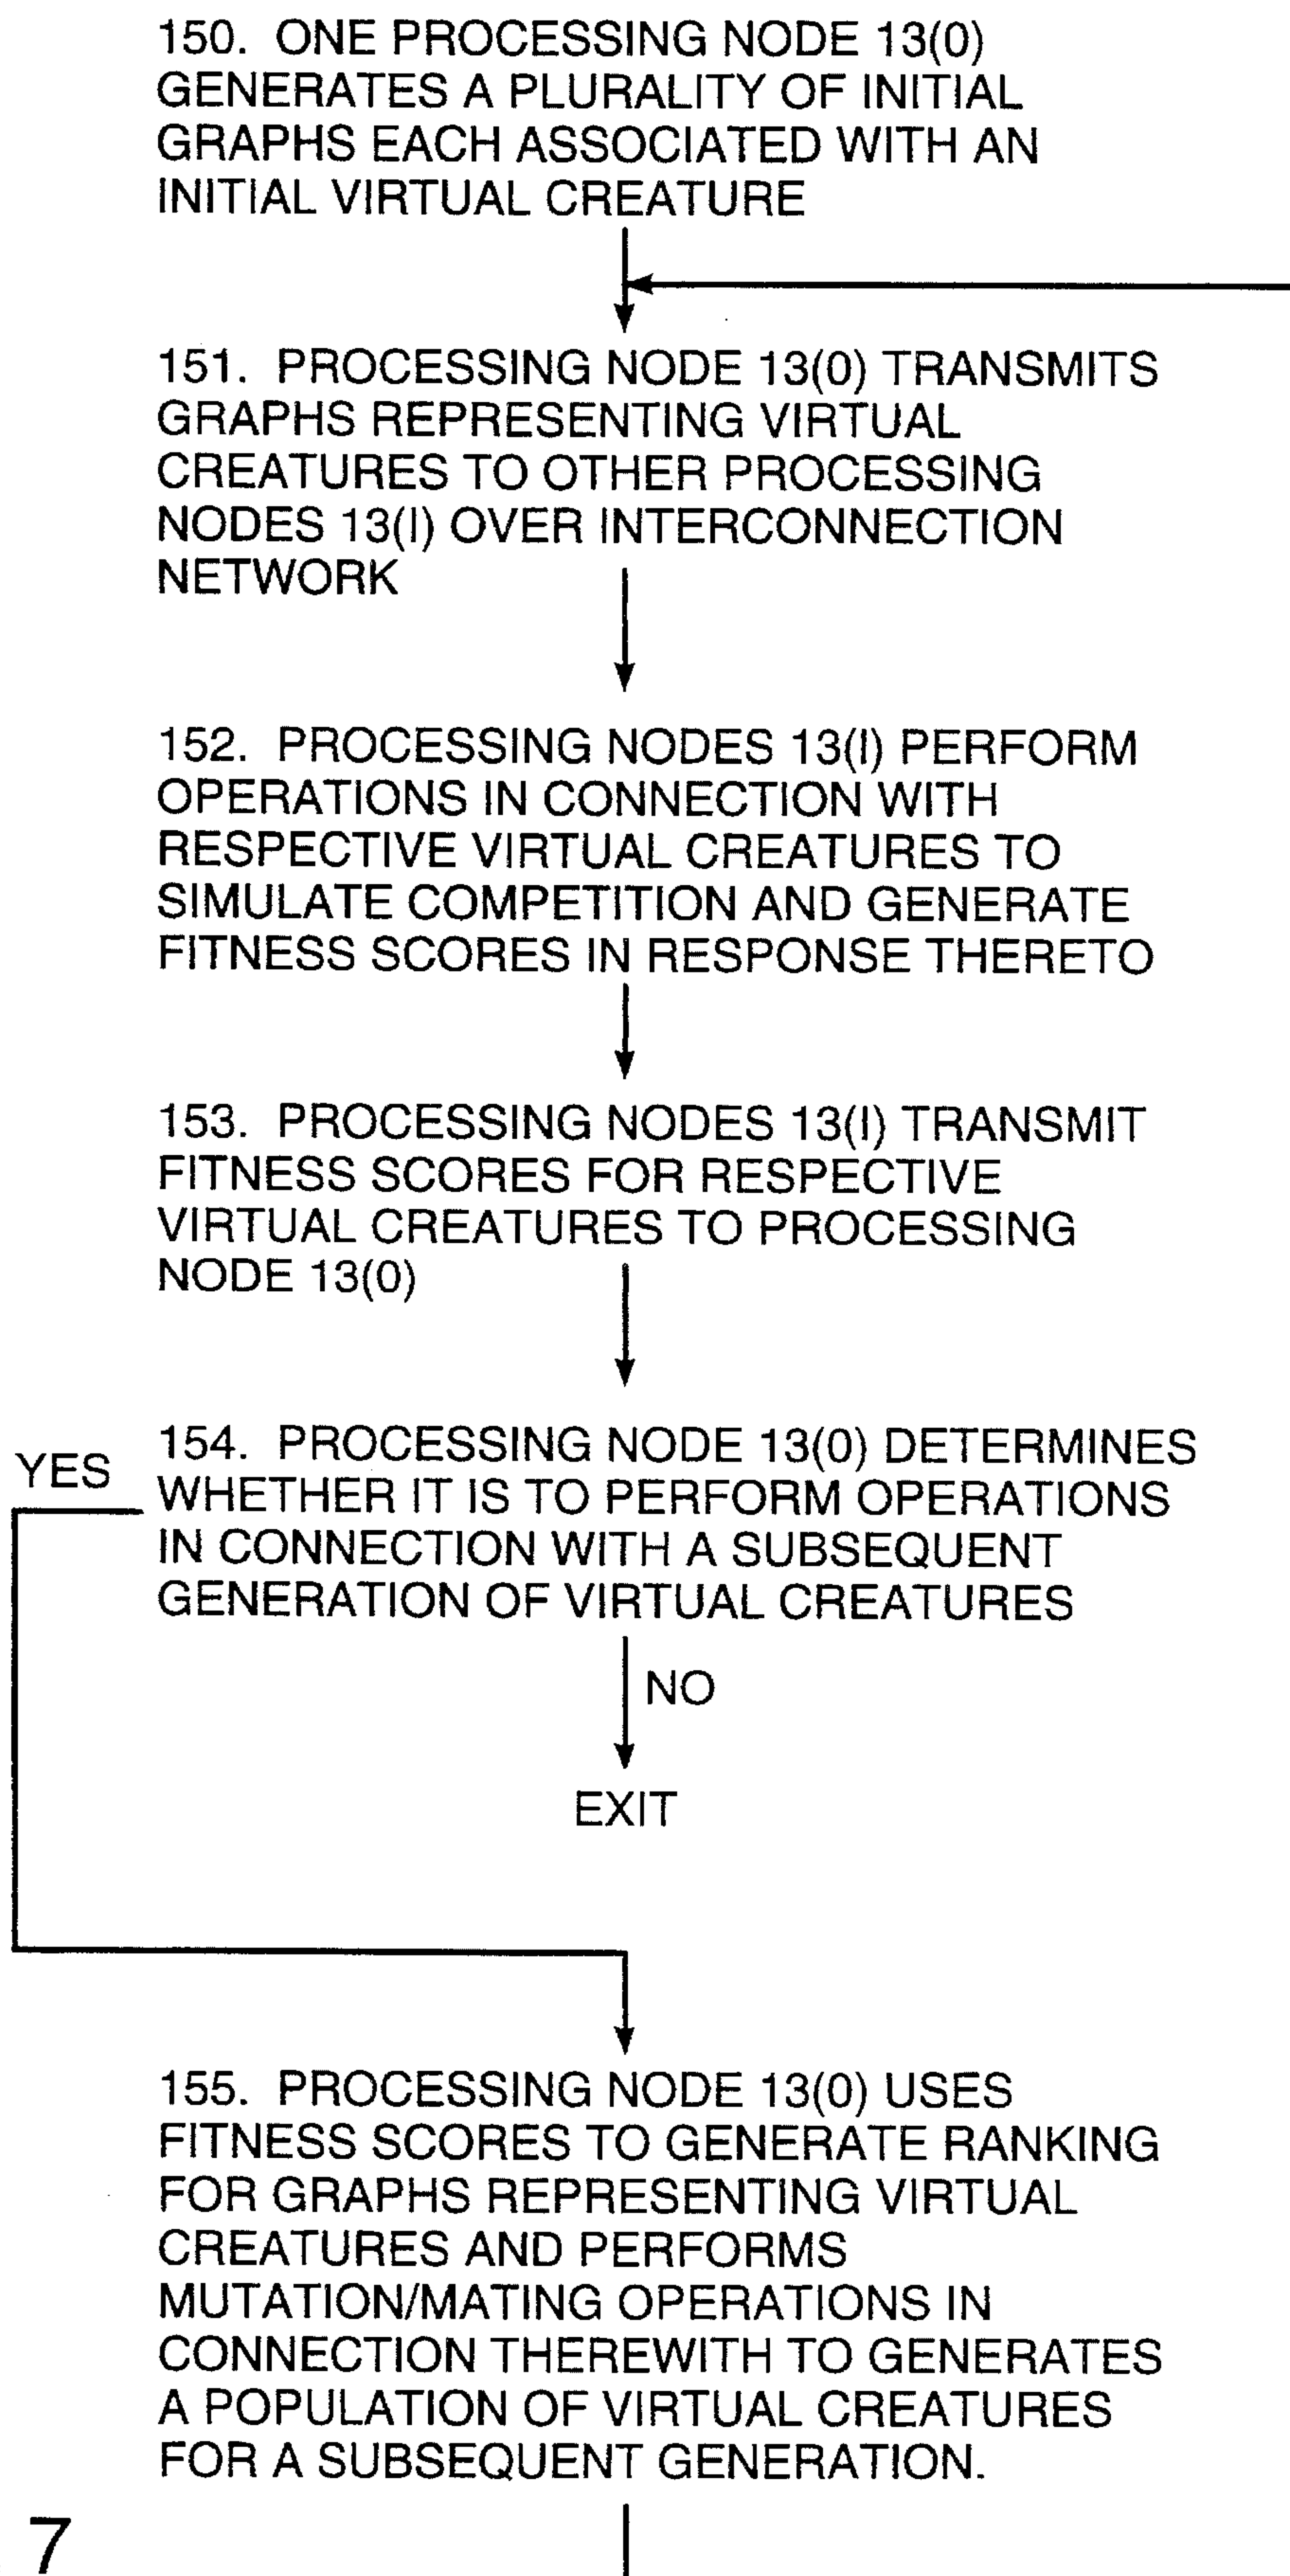 150. ONE PROCESSING NODE 13(0)
GENERATES A PLURALITY OF INITIAL
GRAPHS EACH ASSOCIATED WITH AN
INITIAL VIRTUAL CREATURE
151. PROCESSING NODE 13(0) TRANSMITS
GRAPHS REPRESENTING VIRTUAL
CREATURES TO OTHER PROCESSING
NODES 13(I) OVER INTERCONNECTION
NETWORK
152. PROCESSING NODES 13(I) PERFORM
OPERATIONS IN CONNECTION WITH
RESPECTIVE VIRTUAL CREATURES TO
SIMULATE COMPETITION AND GENERATE
FITNESS SCORES IN RESPONSE THERETO
153. PROCESSING NODES 13(I) TRANSMIT
FITNESS SCORES FOR RESPECTIVE
VIRTUAL CREATURES TO PROCESSING
NODE 13(0)
YES
154. PROCESSING NODE 13(0) DETERMINES
WHETHER IT IS TO PERFORM OPERATIONS
IN CONNECTION WITH A SUBSEQUENT
GENERATION OF VIRTUAL CREATURES
NO
EXIT
155. PROCESSING NODE 13(0) USES
FITNESS SCORES TO GENERATE RANKING
FOR GRAPHS REPRESENTING VIRTUAL
CREATURES AND PERFORMS
MUTATION/MATING OPERATIONS IN
CONNECTION THEREWITH TO GENERATES
A POPULATION OF VIRTUAL CREATURES
FOR A SUBSEQUENT GENERATION.
7